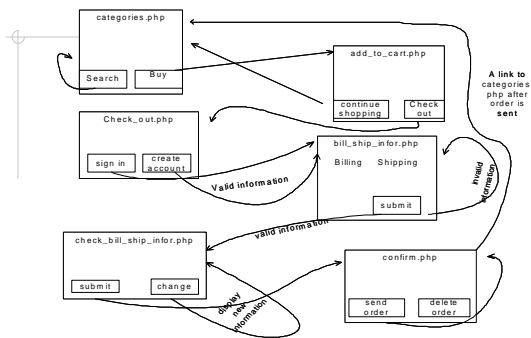 categories.php
Search
Buy
add_to_cart.php
continue
shopping
Check
out
A link to
categories
php after
order is
sent
Check_out.php
sign in
create
account
Valid information
bill_ship_infor.php
Billing Shipping
submit
invalid
information
valid information
check_bill_ship_infor.php
submit
change
display
new
information
confirm.php
send
order
delete
order